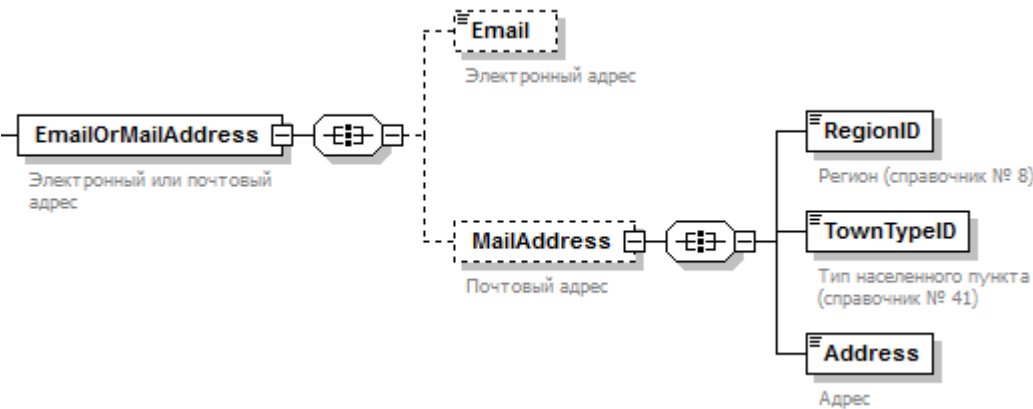 Email
Электронный адрес
EmailOrMailAddress
Электронный или почтовый
адрес
RegionID
Регион (справочник № 8)
MailAddress
Почтовый адрес
TownTypeID
Тип населенного пункта
(справочник № 41)
Address
Адрес